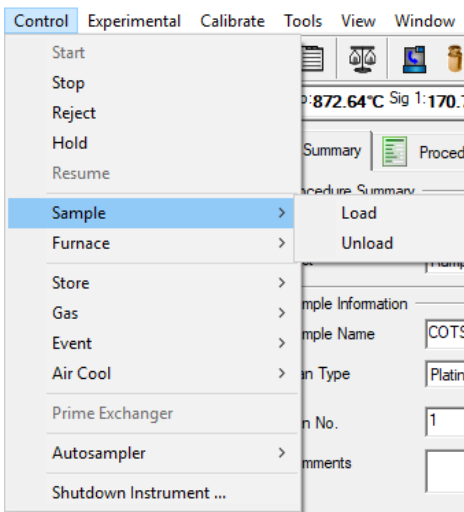 Control Experimental Calibrate Tools View Window
Start
Stop
:872.64°C Sig 1:170.7
Reject
Hold
Summary Proced
Resume
ocedure Summary
Sample > Load
Furnace > Unload
Store >
mple Information
Gas >
Event > mple Name COTS
Air Cool > an Type Platin
Prime Exchanger
n No. 1
Autosampler >
mments
Shutdown Instrument ...